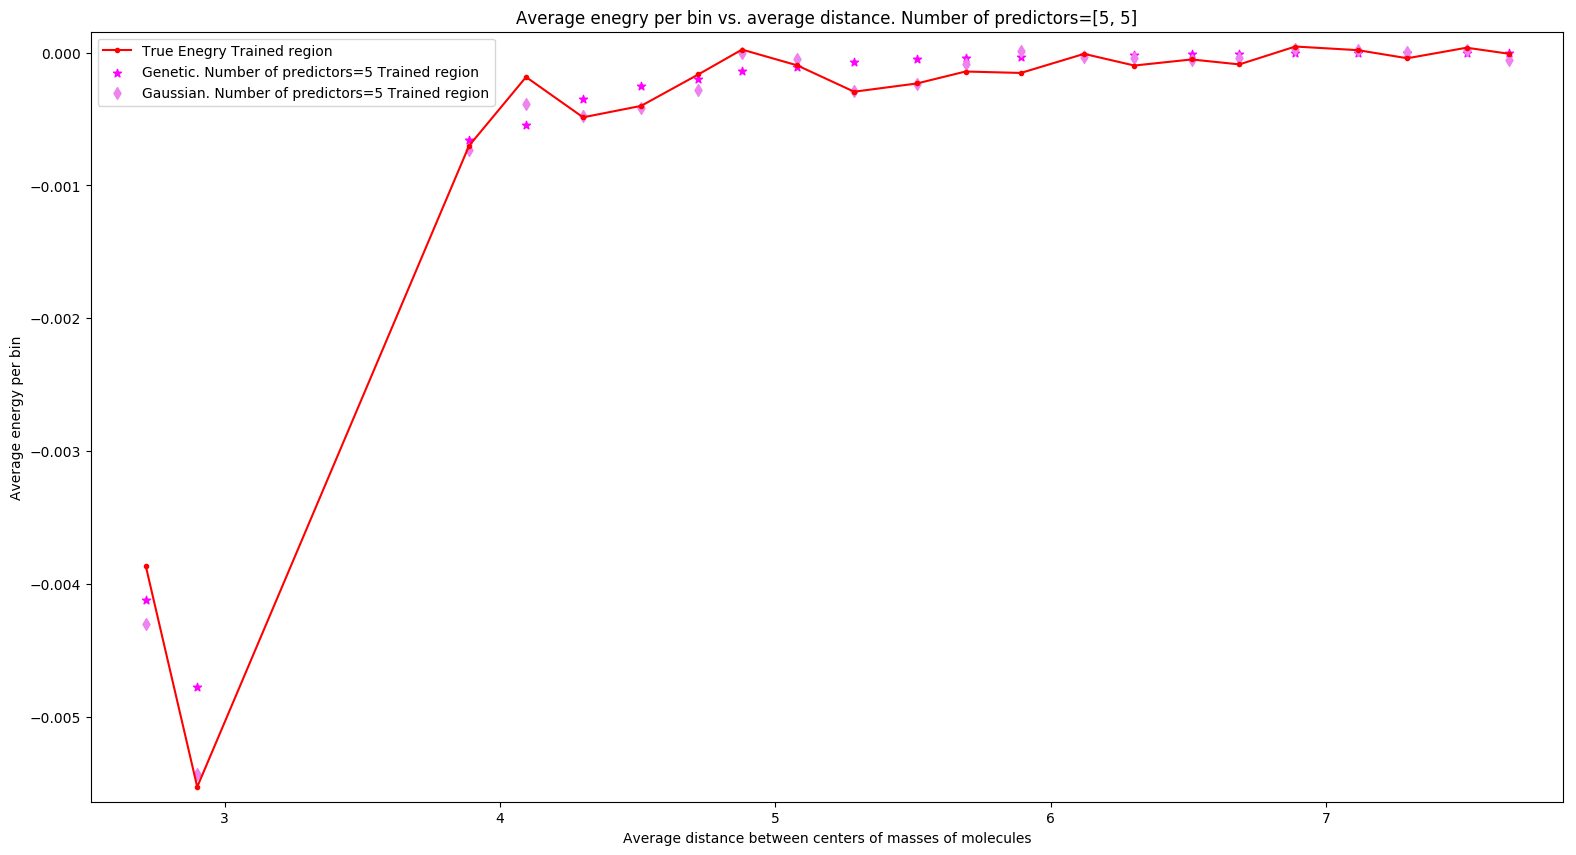 Average enegry per bin vs. average distance. Number of predictors=[5, 5]
True Enegry Trained region
Genetic. Number of predictors=5 Trained region
Gaussian. Number of predictors=5 Trained region
0.000
−0.001
−0.002
−0.003
−0.004
−0.005
Average energy per bin
3 4 5 6 7
Average distance between centers of masses of molecules